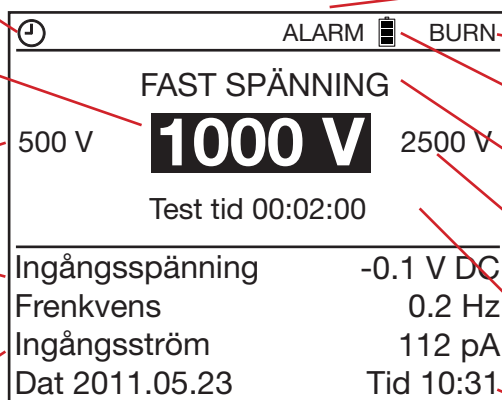 ALARM BURN
FAST SPÄNNING
500 V 1000 V 2500 V
Test tid 00:02:00
Ingångsspänning -0.1 V DC
Frenkvens 0.2 Hz
Ingångsström 112 pA
Dat 2011.05.23 Tid 10:31